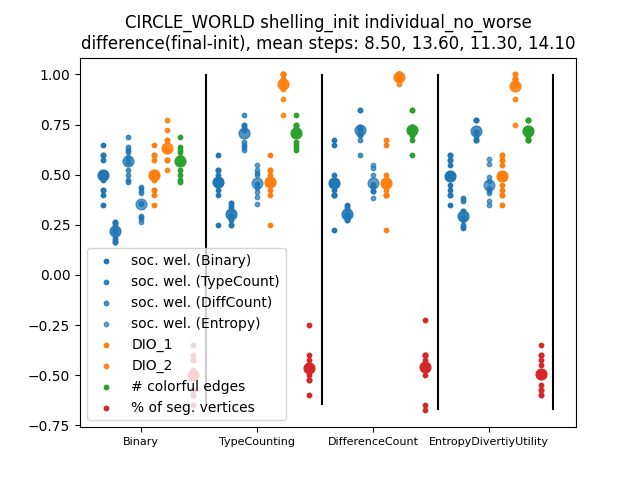 CIRCLE_WORLD shelling_init individual_no_worse
difference(final-init), mean steps: 8.50, 13.60, 11.30, 14.10
1.00
0.75
0.50
0.25
0.00
−0.25
−0.50
−0.75
soc. wel. (Binary)
soc. wel. (TypeCount)
soc. wel. (DiffCount)
soc. wel. (Entropy)
DIO_1
DIO_2
# colorful edges
% of seg. vertices
Binary
TypeCounting
DifferenceCount
EntropyDivertiyUtility